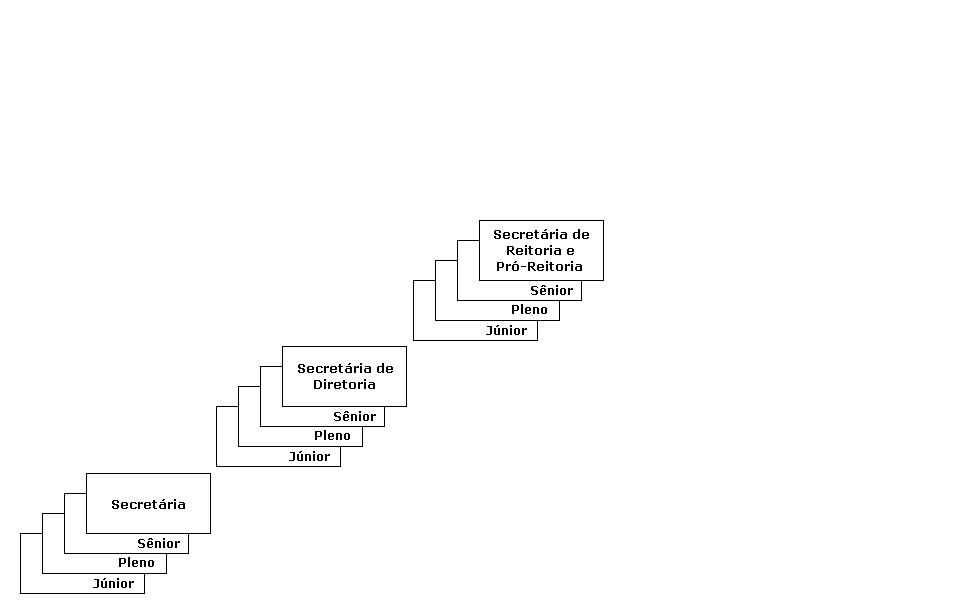 Secretária de
Reitoria e
Pró-Reitoria
Sênior
Pleno
Júnior
Secretária de
Diretoria
Sênior
Pleno
Júnior
Secretária
Sênior
Pleno
Júnior